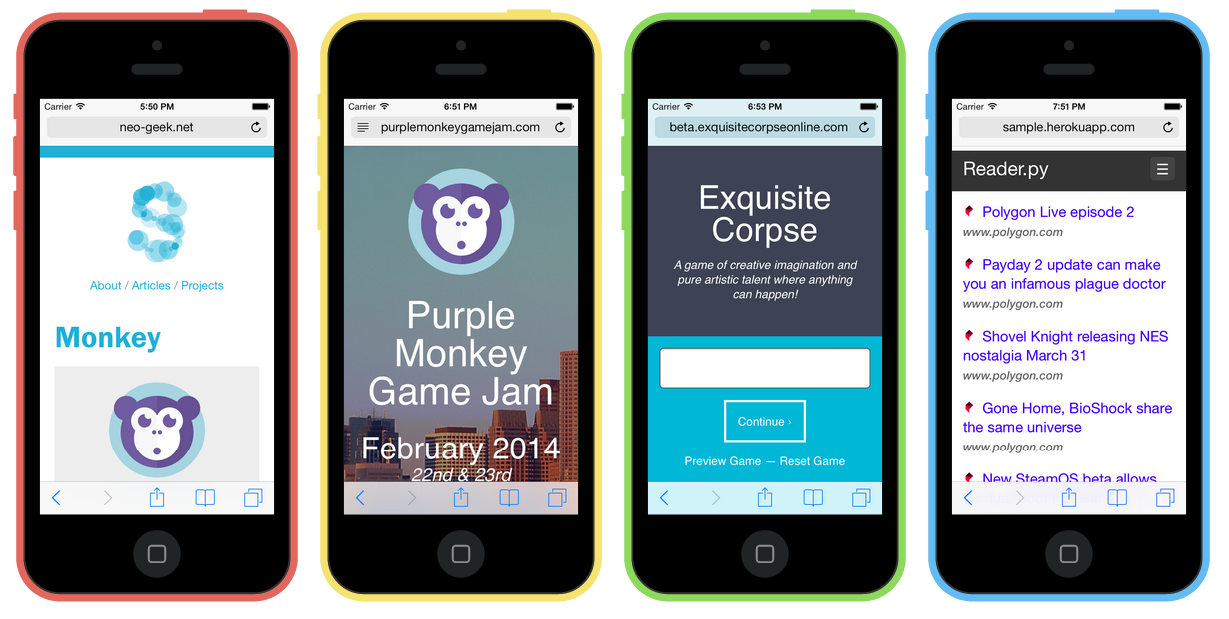 Carrier 5:50 PM
neo-geek.net
About / Articles / Projects
Monkey
Carrier 6:51 PM
purplemonkeygamejam.com
Purple
Monkey
Game Jam
February 2014
22nd & 23rd
Carrier 6:53 PM
beta.exquisitecorpseonline.com
Exquisite
Corpse
A game of creative imagination and
pure artistic talent where anything
can happen!
Continue ›
Preview Game — Reset Game
Carrier 7:51 PM
sample.herokuapp.com
Reader.py
Polygon Live episode 2
www.polygon.com
Payday 2 update can make
you an infamous plague doctor
www.polygon.com
Shovel Knight releasing NES
nostalgia March 31
www.polygon.com
Gone Home, BioShock share
the same universe
www.polygon.com
New SteamOS beta allows